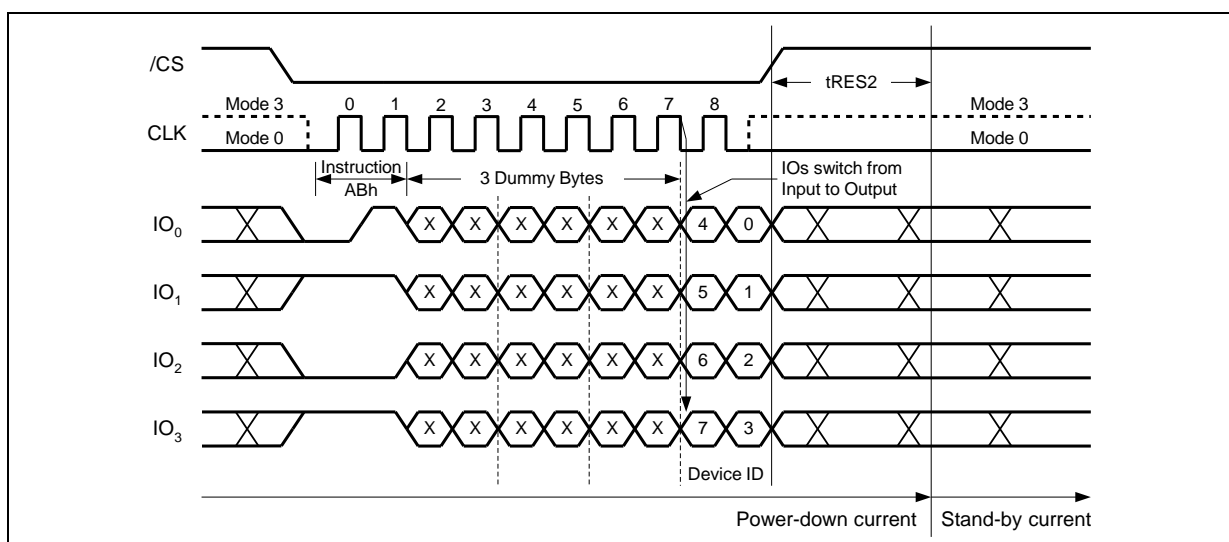 /CS
tRES2
Mode 3 0 1 2 3 4 5 6 7 8 Mode 3
CLK
Mode 0 Mode 0
Instruction ABh
3 Dummy Bytes
IOs switch from
Input to Output
IO0 X X X X X X 4 0
IO1 X X X X X X 5 1
IO2 X X X X X X 6 2
IO3 X X X X X X 7 3
Device ID
Power-down current Stand-by current